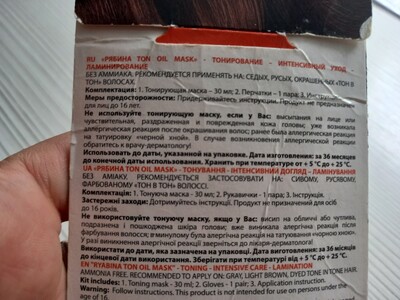 RU «РЯБИНА TON OIL MASK» - ТОНИРОВАНИЕ - ИНТЕНСИВНЫЙ УХОД -
ЛАМИНИРОВАНИЕ
БЕЗ АММИАКА. РЕКОМЕНДУЕТСЯ ПРИМЕНЯТЬ НА: СЕДЫХ, РУСЫХ, ОКРАШЕННЫХ «ТОН В
ТОН» ВОЛОСАХ.
Комплектация: 1. Тонирующая маска – 30 мл; 2. Перчатки – 1 пара; 3. Инструкция.
Меры предосторожности: Придерживайтесь инструкции. Продукт не предназначен
для лиц до 16 лет.
Не используйте тонирующую маску, если у Вас: высыпания на лице или
чувствительная, раздраженная и поврежденная кожа головы; уже возникала
аллергическая реакция после окрашивания волос; ранее была аллергическая реакция
на татуировку «черной хной». В случае возникновения аллергической реакции
обратитесь к врачу дерматологу!
Использовать до даты, указанной на упаковке. Дата изготовления: за 36 месяцев
до конечной даты использования. Хранить при температуре от + 5 °C до + 25 °C.
UA «РЯБИНА TON OIL MASK» - ТОНУВАННЯ - ІНТЕНСИВНИЙ ДОГЛЯД - ЛАМІНУВАННЯ
БЕЗ АМІАКУ. РЕКОМЕНДУЄТЬСЯ ЗАСТОСОВУВАТИ НА: СИВОМУ, РУСЯВОМУ,
ФАРБОВАНОМУ «ТОН В ТОН» ВОЛОССІ.
Комплектація: 1. Тонуюча маска – 30 мл; 2. Рукавички – 1 пара; 3. Інструкція.
Застережні заходи: Дотримуйтесь інструкції. Продукт не призначений для осіб
до 16 років.
Не використовуйте тонуючу маску, якщо у Вас: висип на обличчі або чутлива,
подразнена і пошкоджена шкіра голови; вже виникала алергічна реакція після
фарбування волосся; в минулому була алергічна реакція на татуювання «чорною хною».
У разі виникнення алергічної реакції зверніться до лікаря-дерматолога!
Використати до дати, яка зазначена на упаковці. Дата виготовлення: за 36 місяців
до кінцевої дати використання. Зберігати при температурі від + 5 °C до + 25 °C.
EN "RYABINA TON OIL MASK" - TONING - INTENSIVE CARE - LAMINATION
AMMONIA FREE. RECOMMENDED TO APPLY ON: GRAY, LIGHT BROWN, DYED TONE IN TONE HAIR.
Kit includes: 1. Toning mask - 30 ml; 2. Gloves - 1 pair; 3. Application instruction.
Warning: Follow instructions. This product is not intended for use on persons under the
age of 16.